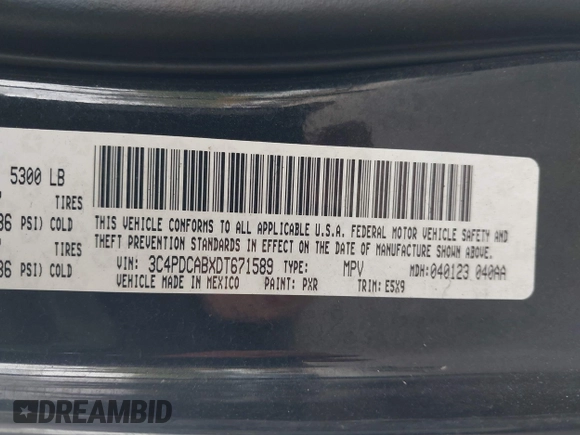 5300 LB
TIRES
36 PSI) COLD
TIRES
36 PSI) COLD
THIS VEHICLE CONFORMS TO ALL APPLICABLE U.S.A. FEDERAL MOTOR VEHICLE SAFETY AND
THEFT PREVENTION STANDARDS IN EFFECT ON THE DATE OF MANUFACTURE SHOWN ABOVE.
VIN: 3C4PDCABXDT671589 TYPE: MPV MDH: 040123 040AA
VEHICLE MADE IN MEXICO PAINT: PXR TRIM: E5X9
DREAMBID